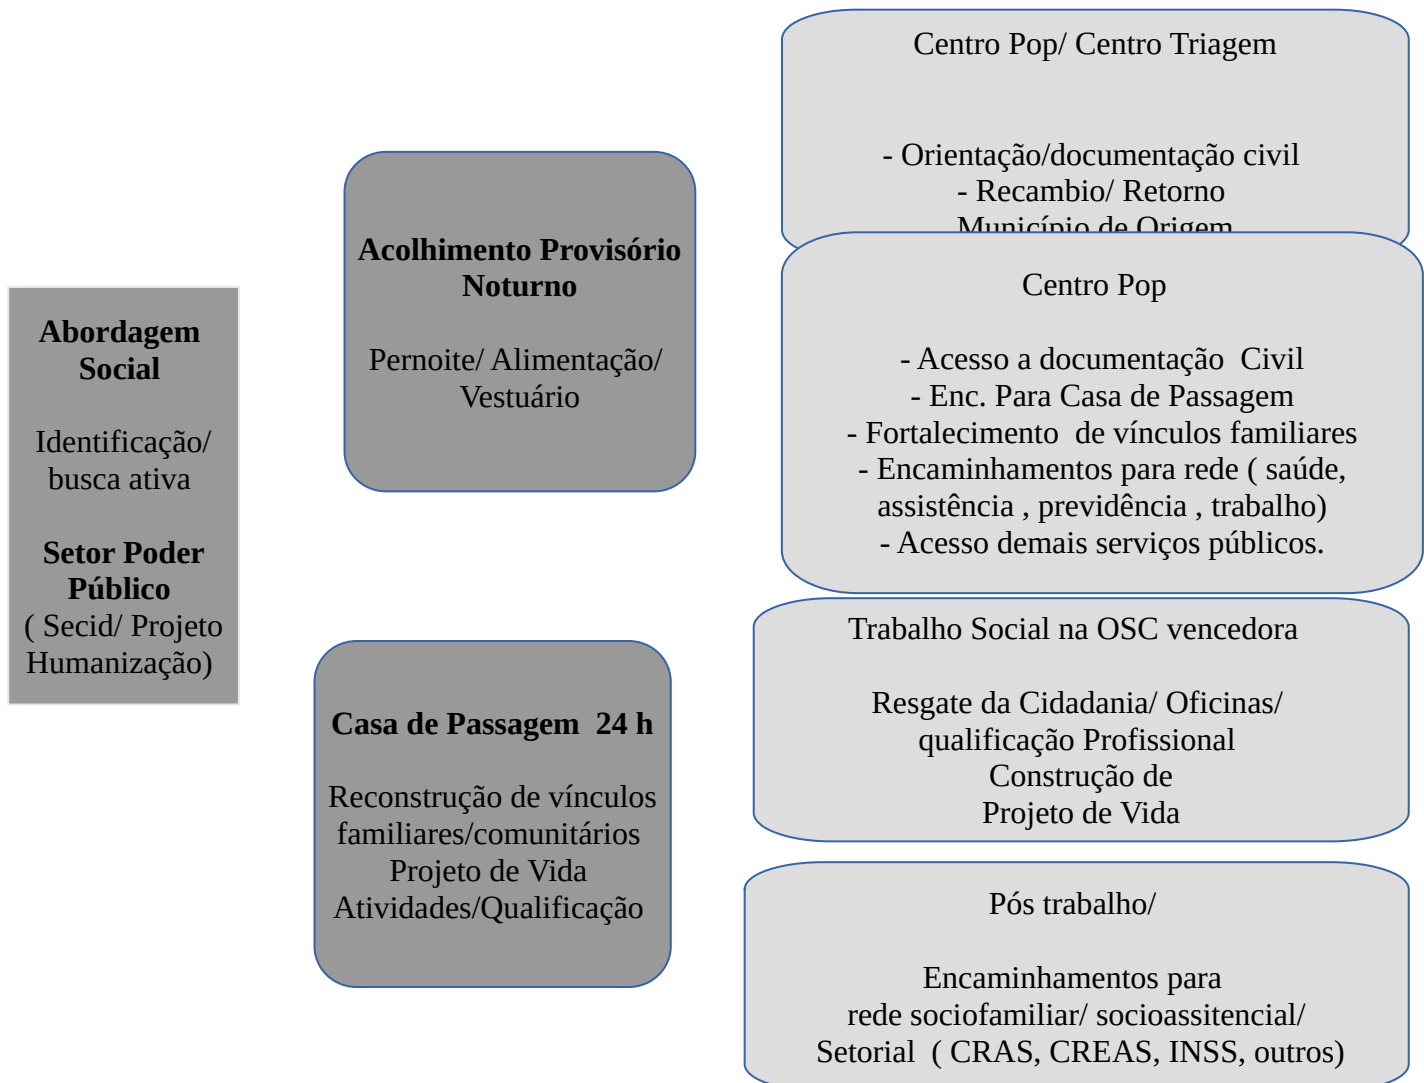 Abordagem
Social
Identificação/
busca ativa
Setor Poder
Público
( Secid/ Projeto
Humanização)
Acolhimento Provisório
Noturno
Pernoite/ Alimentação/
Vestuário
Casa de Passagem  24 h
Reconstrução de vínculos
familiares/comunitários
Projeto de Vida
Atividades/Qualificação
Centro Pop/ Centro Triagem
- Orientação/documentação civil
- Recambio/ Retorno
Município de Origem
Centro Pop
- Acesso a documentação  Civil
- Enc. Para Casa de Passagem
- Fortalecimento  de vínculos familiares
- Encaminhamentos para rede ( saúde,
assistência , previdência , trabalho)
- Acesso demais serviços públicos.
Trabalho Social na OSC vencedora
Resgate da Cidadania/ Oficinas/
qualificação Profissional
Construção de
Projeto de Vida
Pós trabalho/
Encaminhamentos para
rede sociofamiliar/ socioassitencial/
Setorial  ( CRAS, CREAS, INSS, outros)